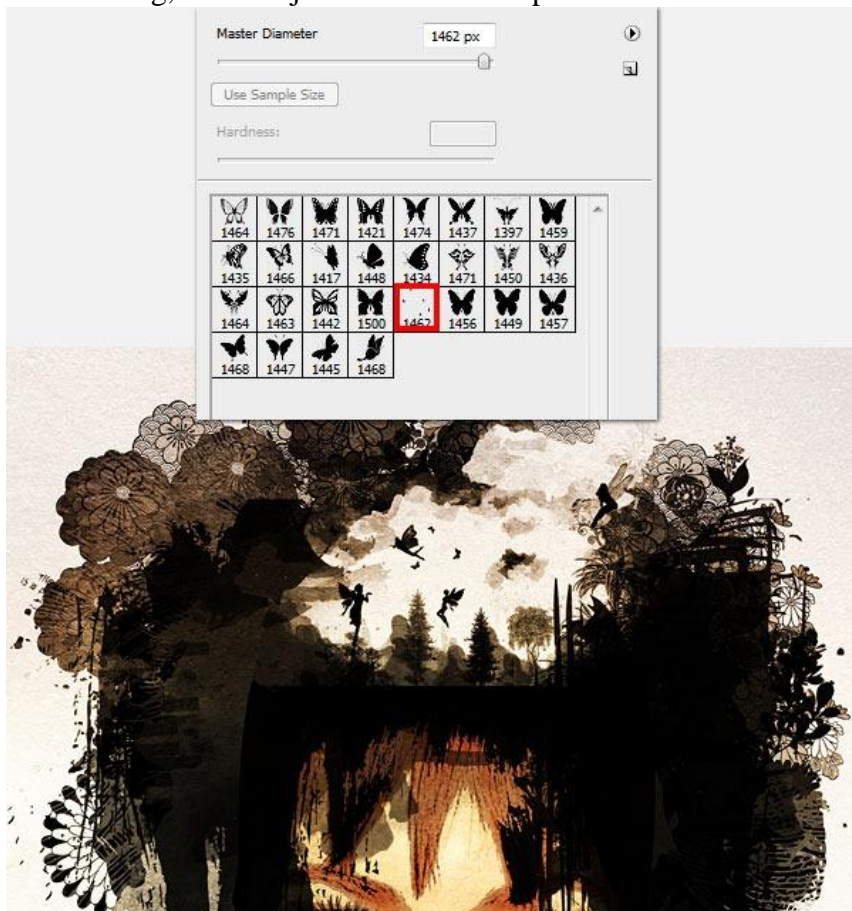 Master Diameter 1462 px
Use Sample Size
Hardness:
1464 1476 1471 1421 1474 1437 1397 1459
1435 1466 1417 1448 1434 1471 1450 1436
1464 1463 1442 1500 1462 1456 1449 1457
1468 1447 1445 1468